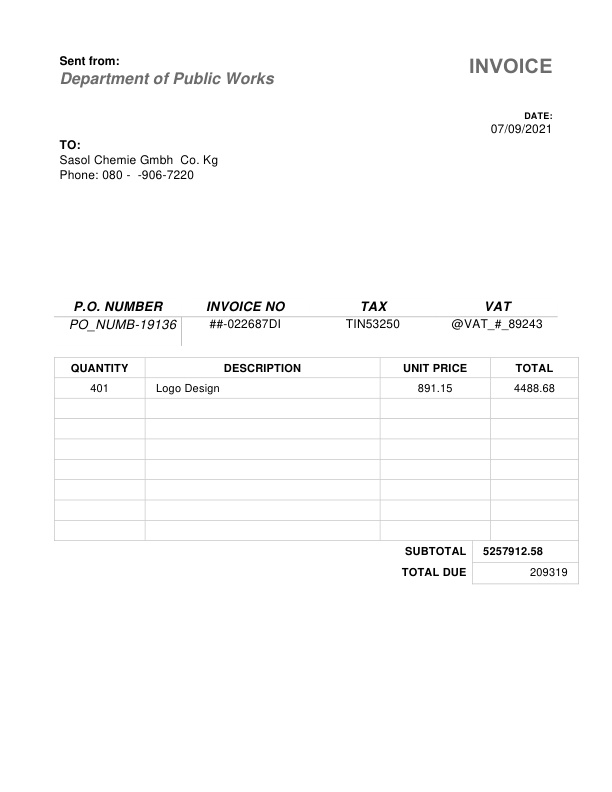 Sent from:
Department of Public Works
INVOICE
DATE:
07/09/2021
TO:
Sasol Chemie Gmbh  Co. Kg
Phone: 080 -  -906-7220
P.O. NUMBER INVOICE NO TAX VAT
PO_NUMB-19136 ##-022687DI TIN53250 @VAT_#_89243
QUANTITY DESCRIPTION UNIT PRICE TOTAL
401 Logo Design 891.15 4488.68
SUBTOTAL 5257912.58
TOTAL DUE 209319